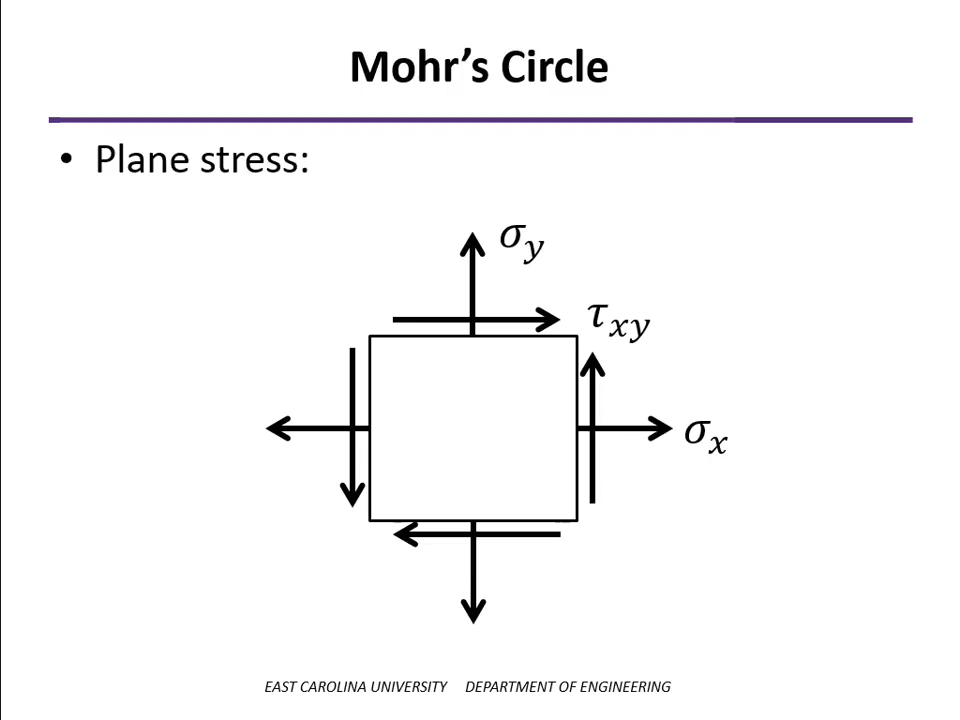 Mohr’s Circle
• Plane stress:
σ_y
τ_xy
σ_x
EAST CAROLINA UNIVERSITY DEPARTMENT OF ENGINEERING